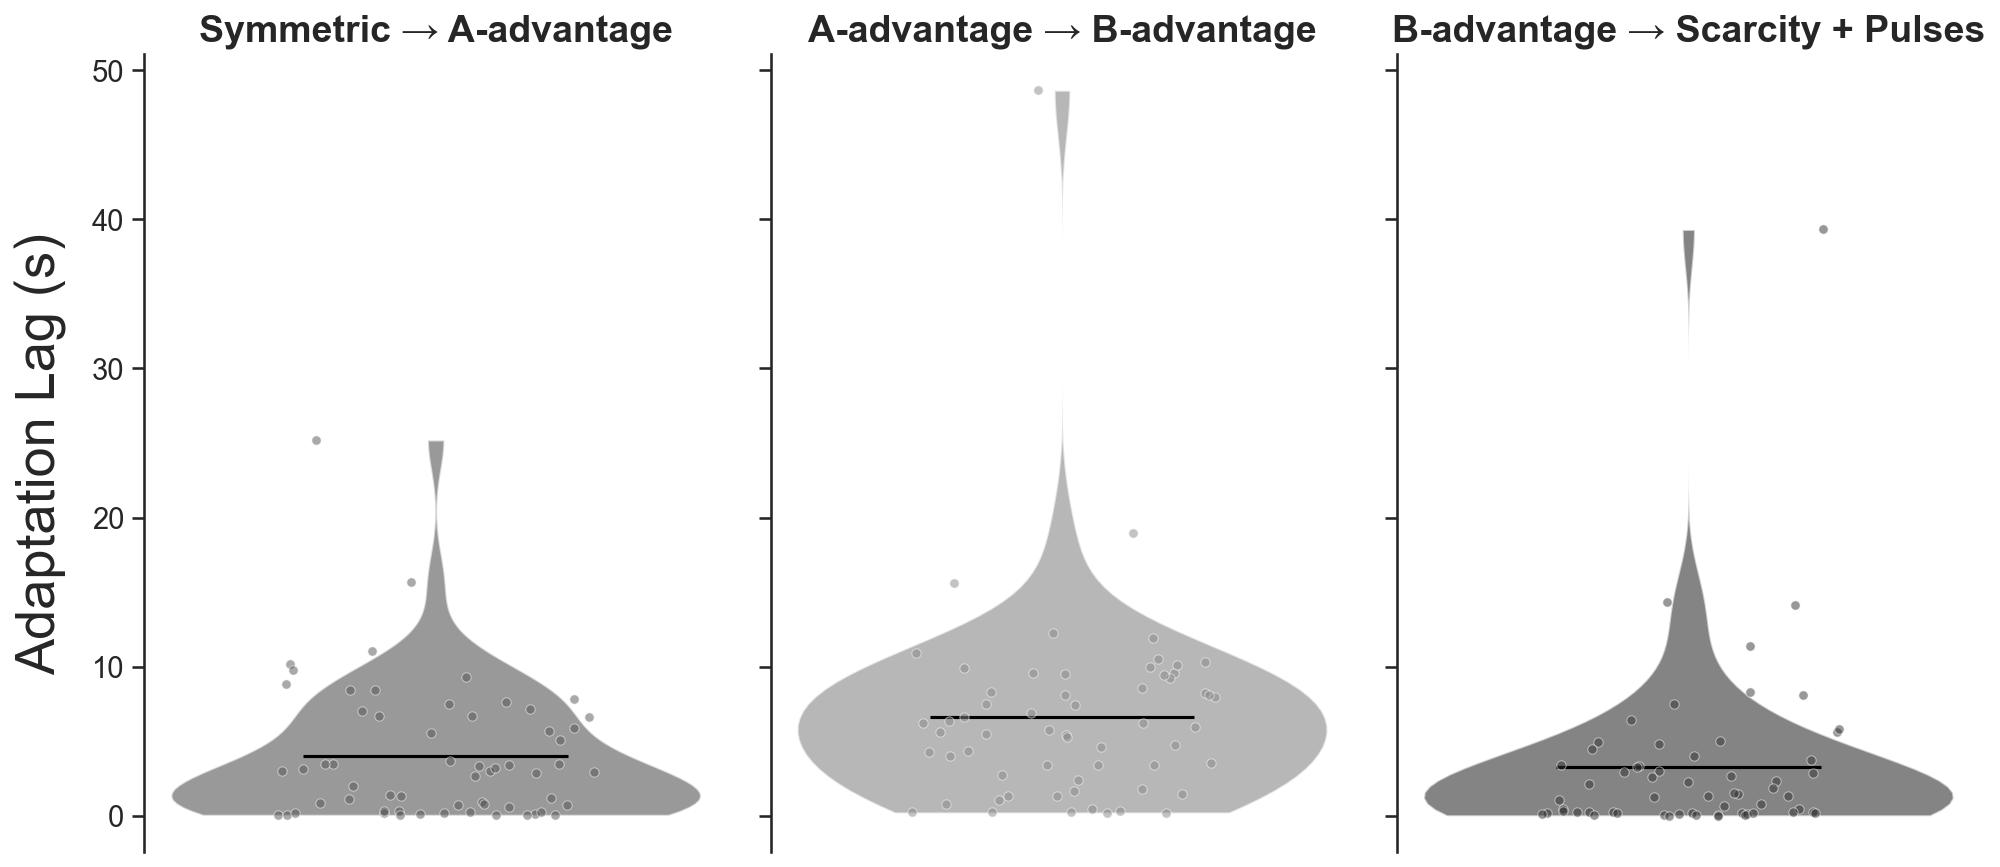 Symmetric → A-advantage
A-advantage → B-advantage
B-advantage → Scarcity + Pulses
Adaptation Lag (s)
50
40
30
20
10
0